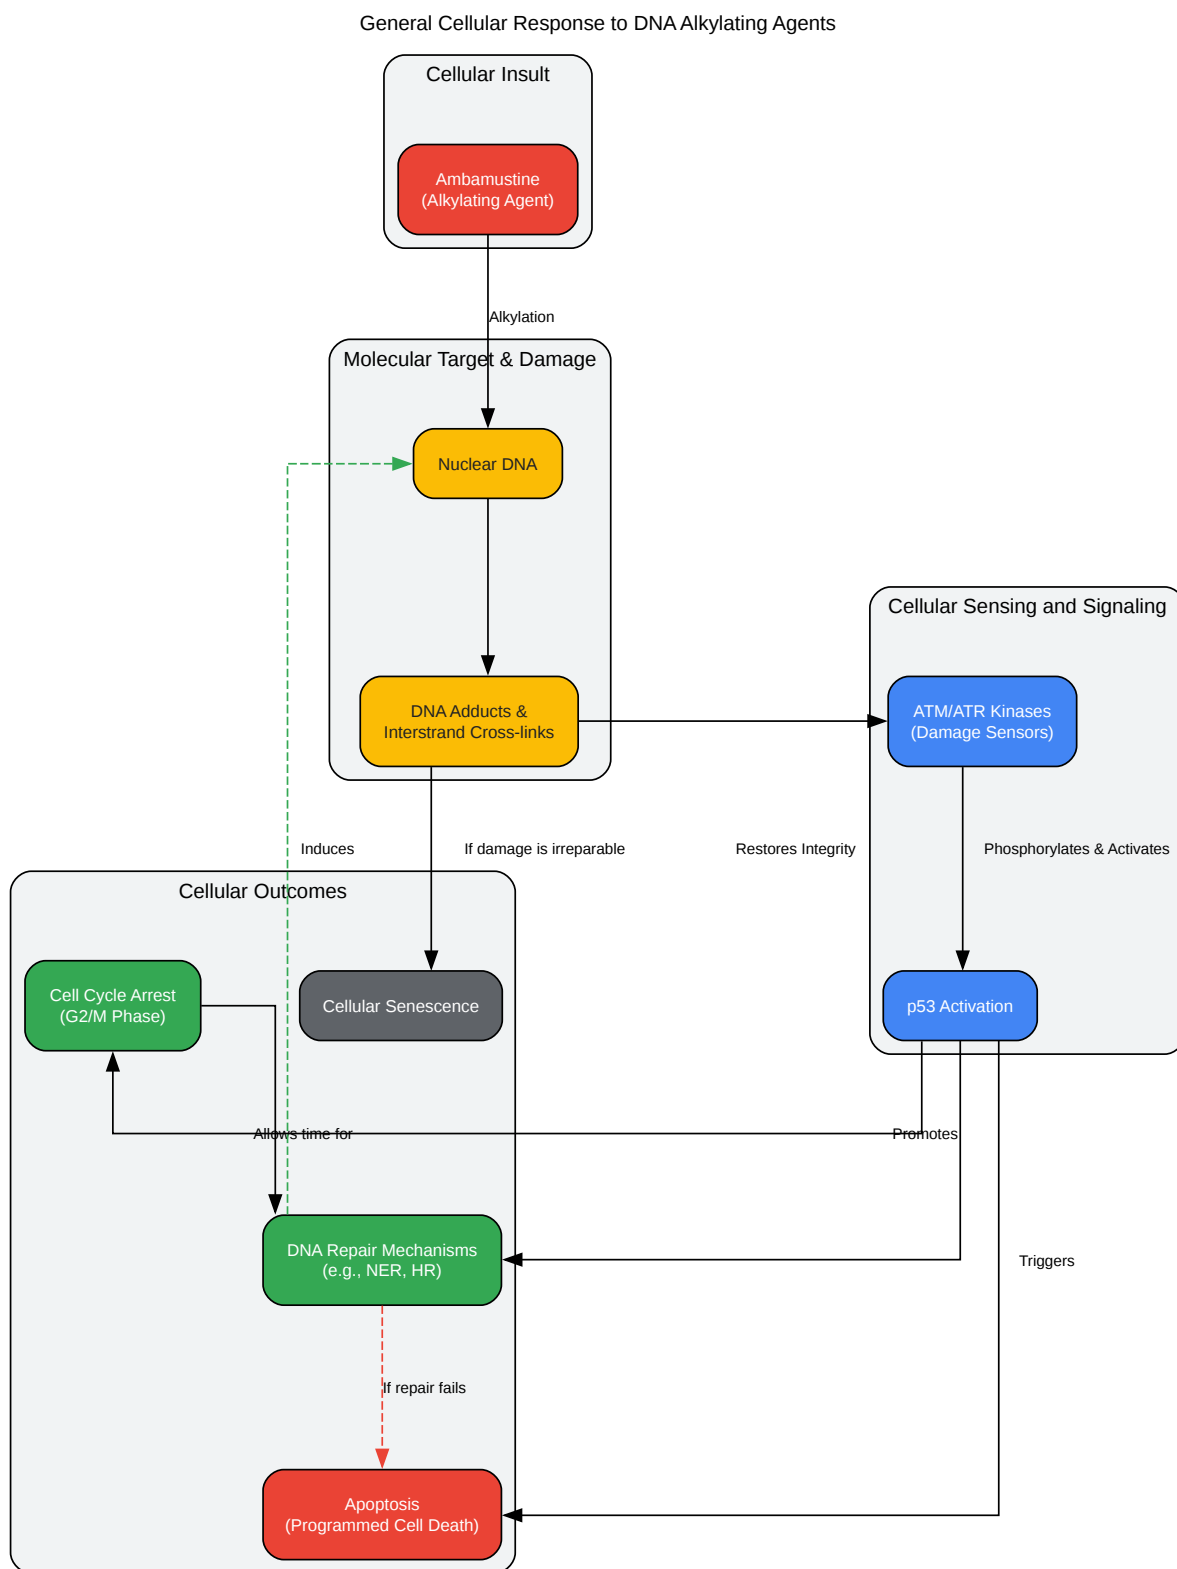 General Cellular Response to DNA Alkylating Agents
Cellular Insult
Ambamustine
(Alkylating Agent)
Alkylation
Molecular Target & Damage
Nuclear DNA
Cellular Sensing and Signaling
DNA Adducts &
Interstrand Cross-links
ATM/ATR Kinases
(Damage Sensors)
Induces
If damage is irreparable
Restores Integrity
Phosphorylates & Activates
Cellular Outcomes
Cell Cycle Arrest
(G2/M Phase)
Cellular Senescence
p53 Activation
Allows time for
Promotes
DNA Repair Mechanisms
(e.g., NER, HR)
Triggers
If repair fails
Apoptosis
(Programmed Cell Death)